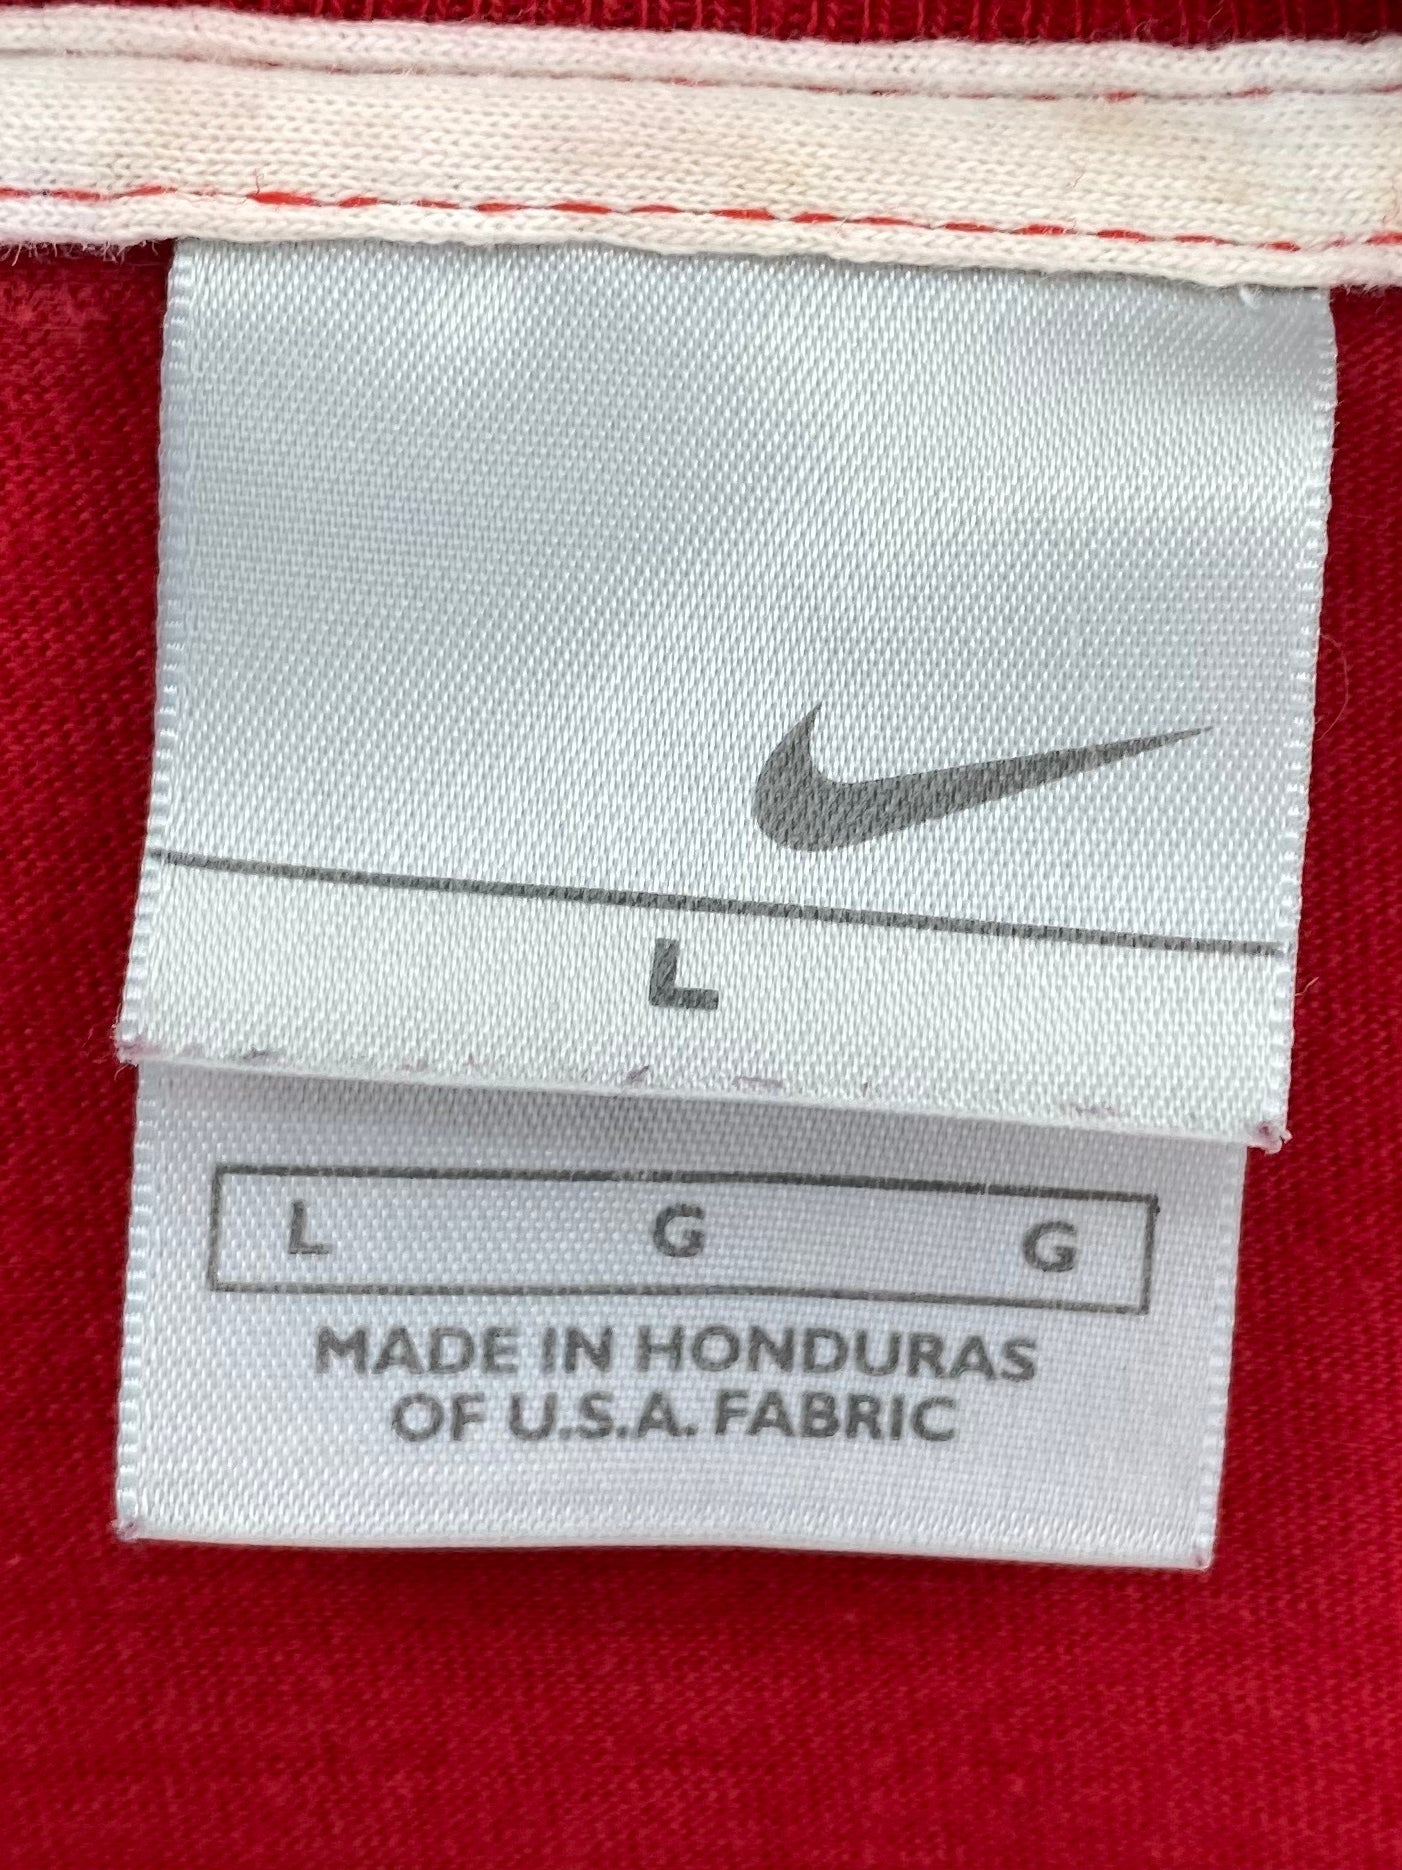 L
L G G
MADE IN HONDURAS
OF U.S.A. FABRIC